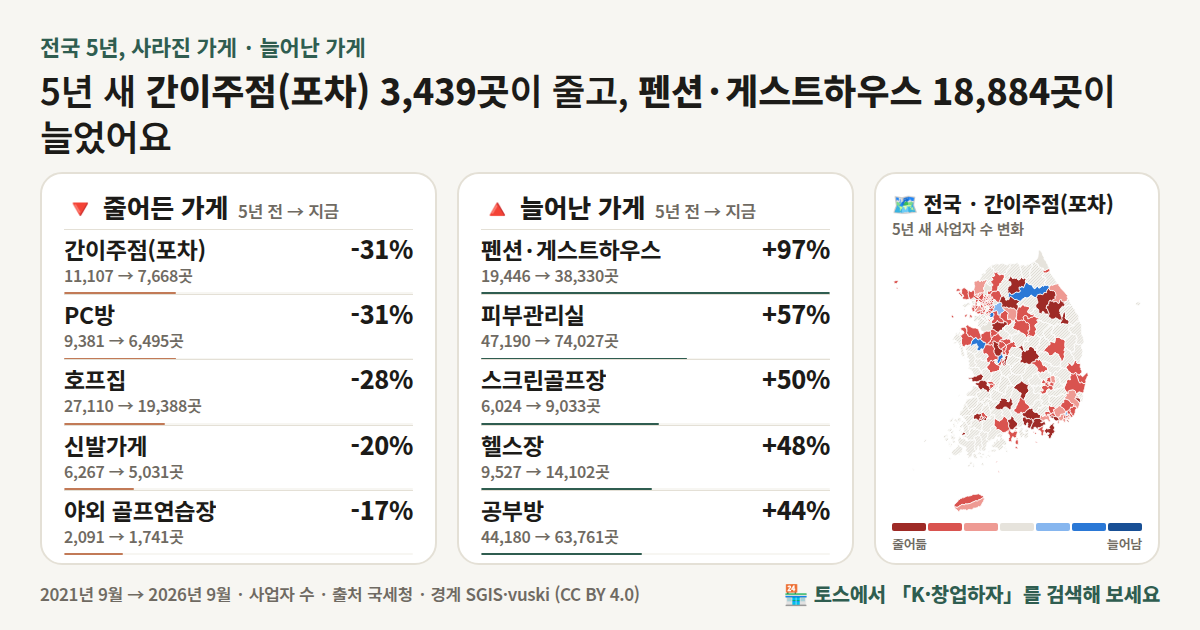 전국 5년, 사라진 가게 · 늘어난 가게
5년 새 간이주점(포차) 3,439곳이 줄고, 펜션·게스트하우스 18,884곳이
늘었어요
🔻 줄어든 가게 5년 전 → 지금
간이주점(포차) -31%
11,107 → 7,668곳
PC방 -31%
9,381 → 6,495곳
호프집 -28%
27,110 → 19,388곳
신발가게 -20%
6,267 → 5,031곳
야외 골프연습장 -17%
2,091 → 1,741곳
🔺 늘어난 가게 5년 전 → 지금
펜션·게스트하우스 +97%
19,446 → 38,330곳
피부관리실 +57%
47,190 → 74,027곳
스크린골프장 +50%
6,024 → 9,033곳
헬스장 +48%
9,527 → 14,102곳
공부방 +44%
44,180 → 63,761곳
전국 · 간이주점(포차)
5년 새 사업자 수 변화
줄어듦 늘어남
2021년 9월 → 2026년 9월 · 사업자 수 · 출처 국세청 · 경계 SGIS·vuski (CC BY 4.0)
토스에서 「K·창업하자」를 검색해 보세요